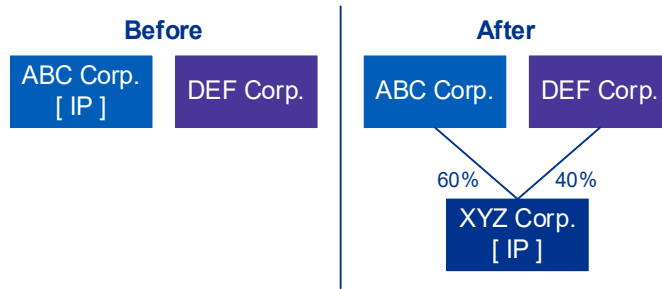 Before
ABC Corp.
[ IP ]
DEF Corp.
After
ABC Corp.
DEF Corp.
60%
40%
XYZ Corp.
[ IP ]